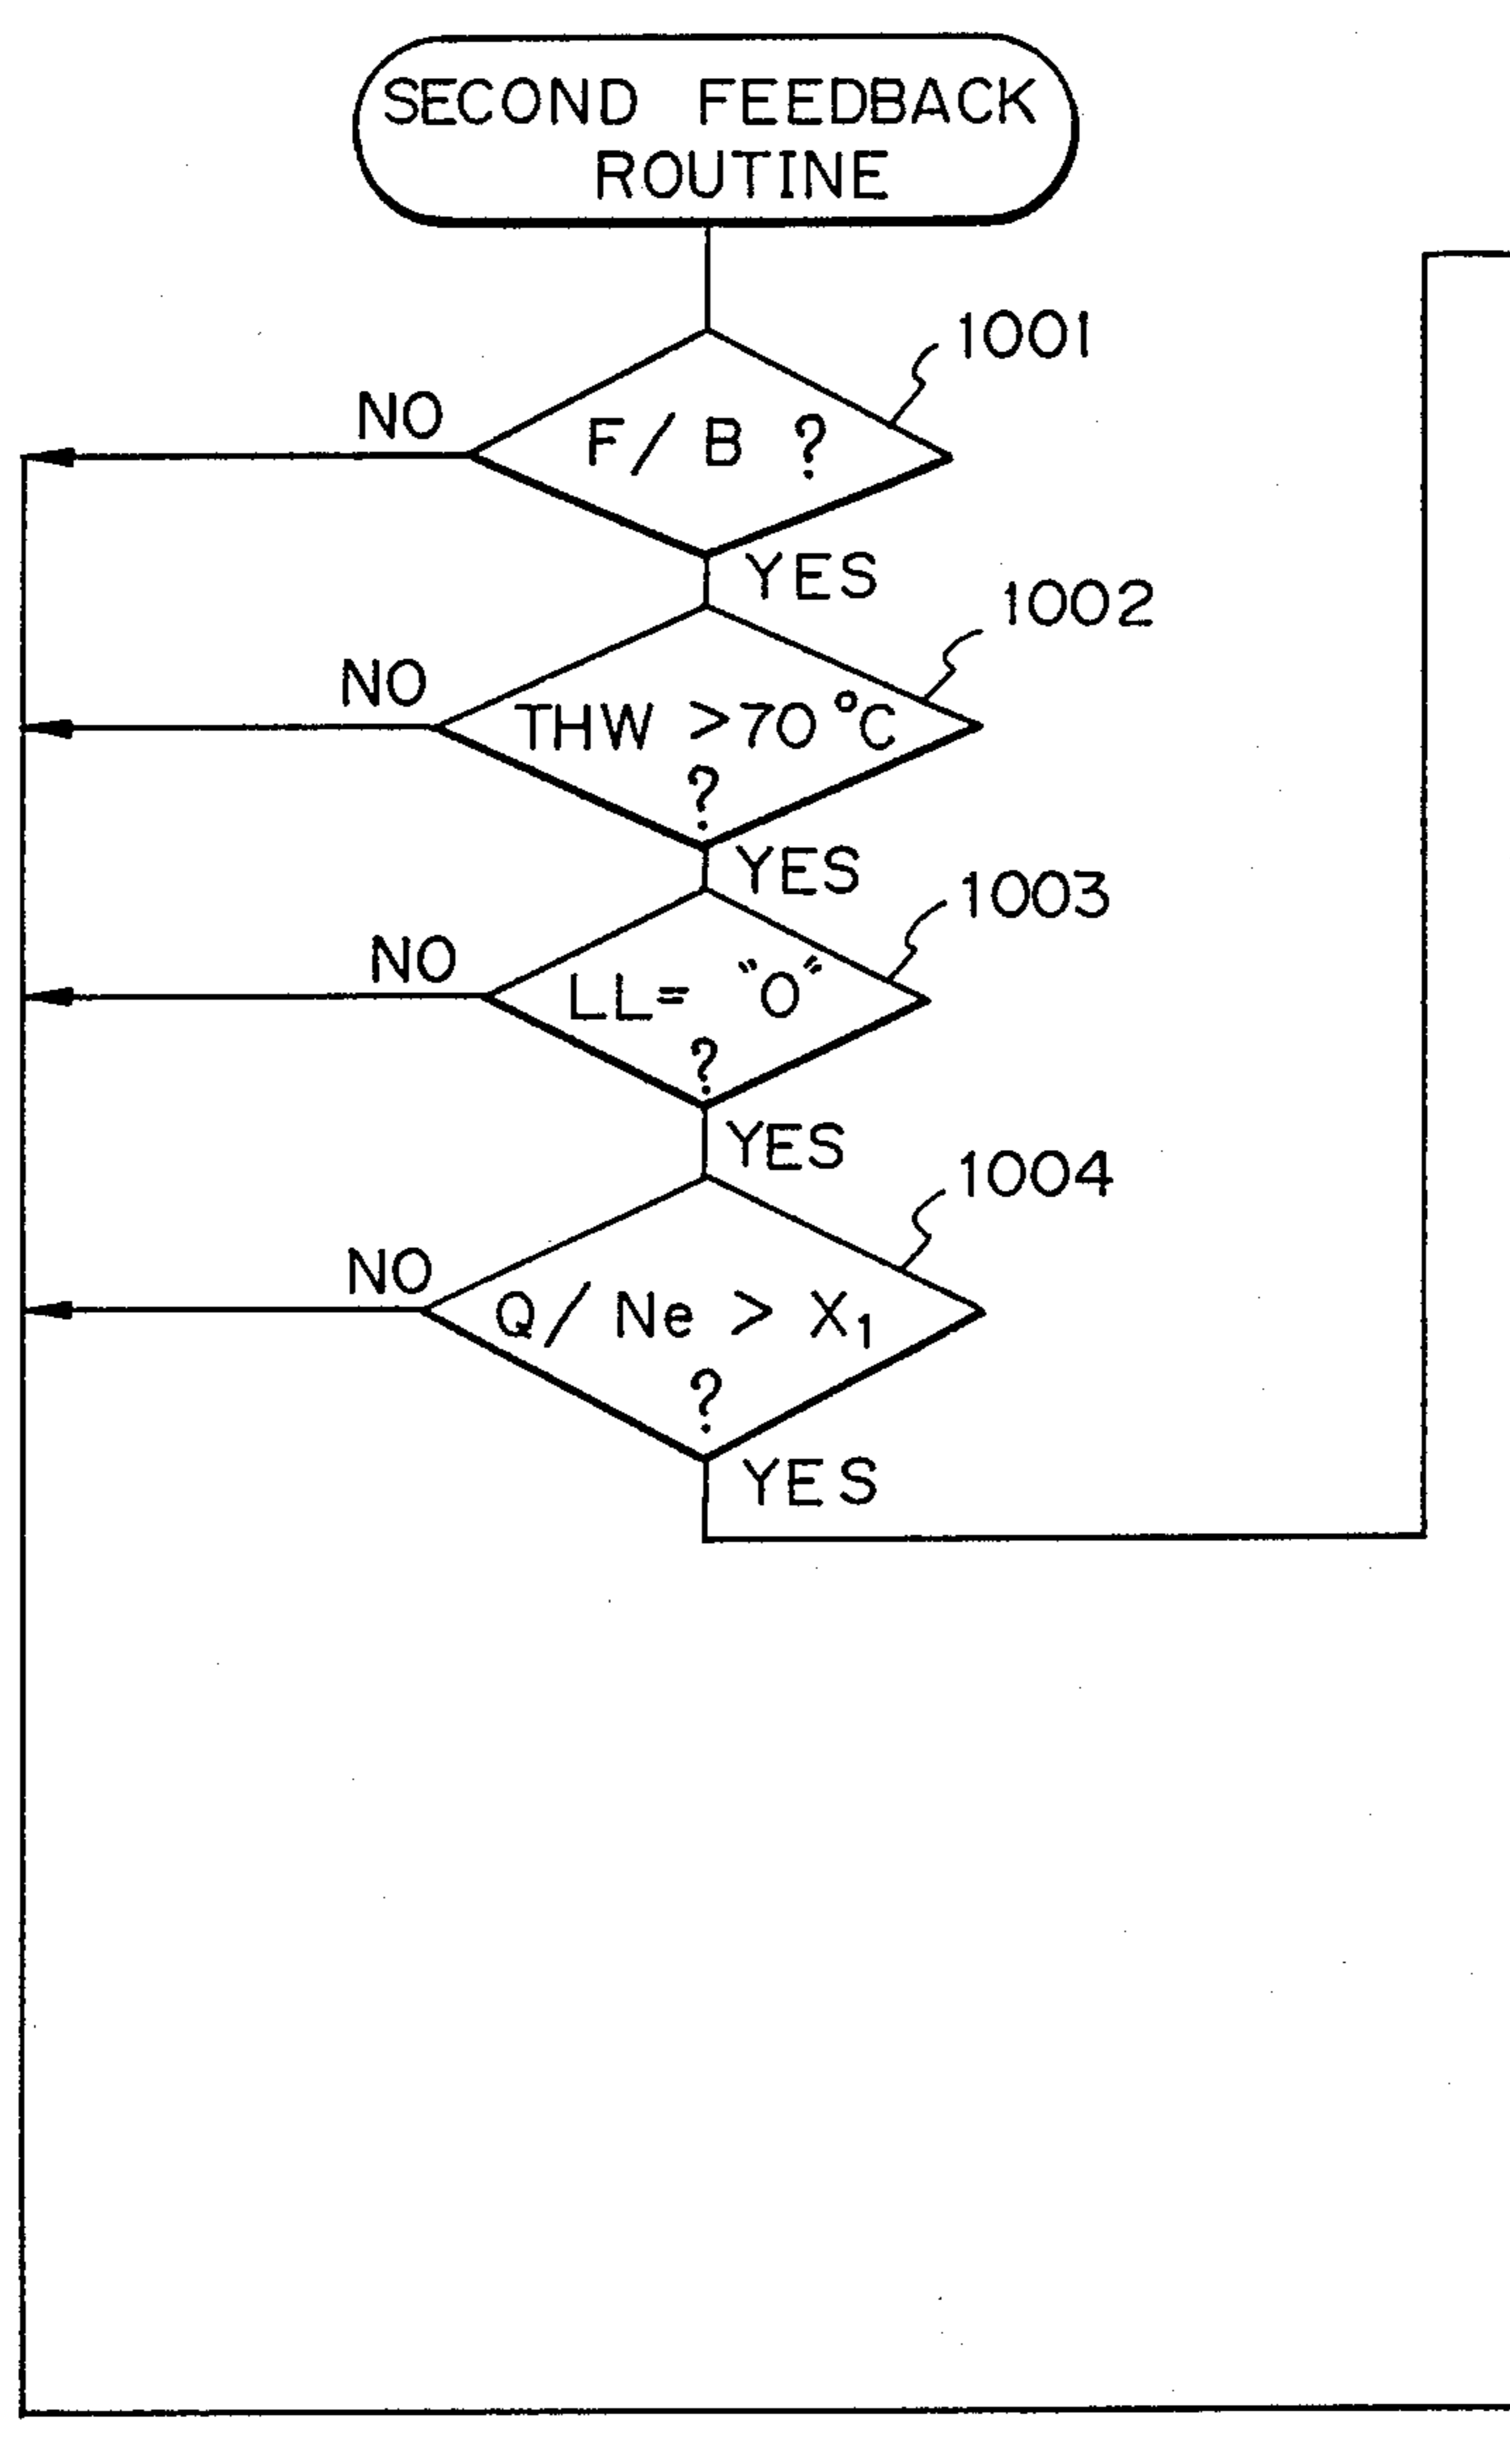 SECOND FEEDBACK
ROUTINE
1001
NO
F/B ?
YES
1002
NO
THW >70°C
?
YES
1003
NO
LL= "0"
?
YES
1004
NO
Q/Ne > X1
?
YES